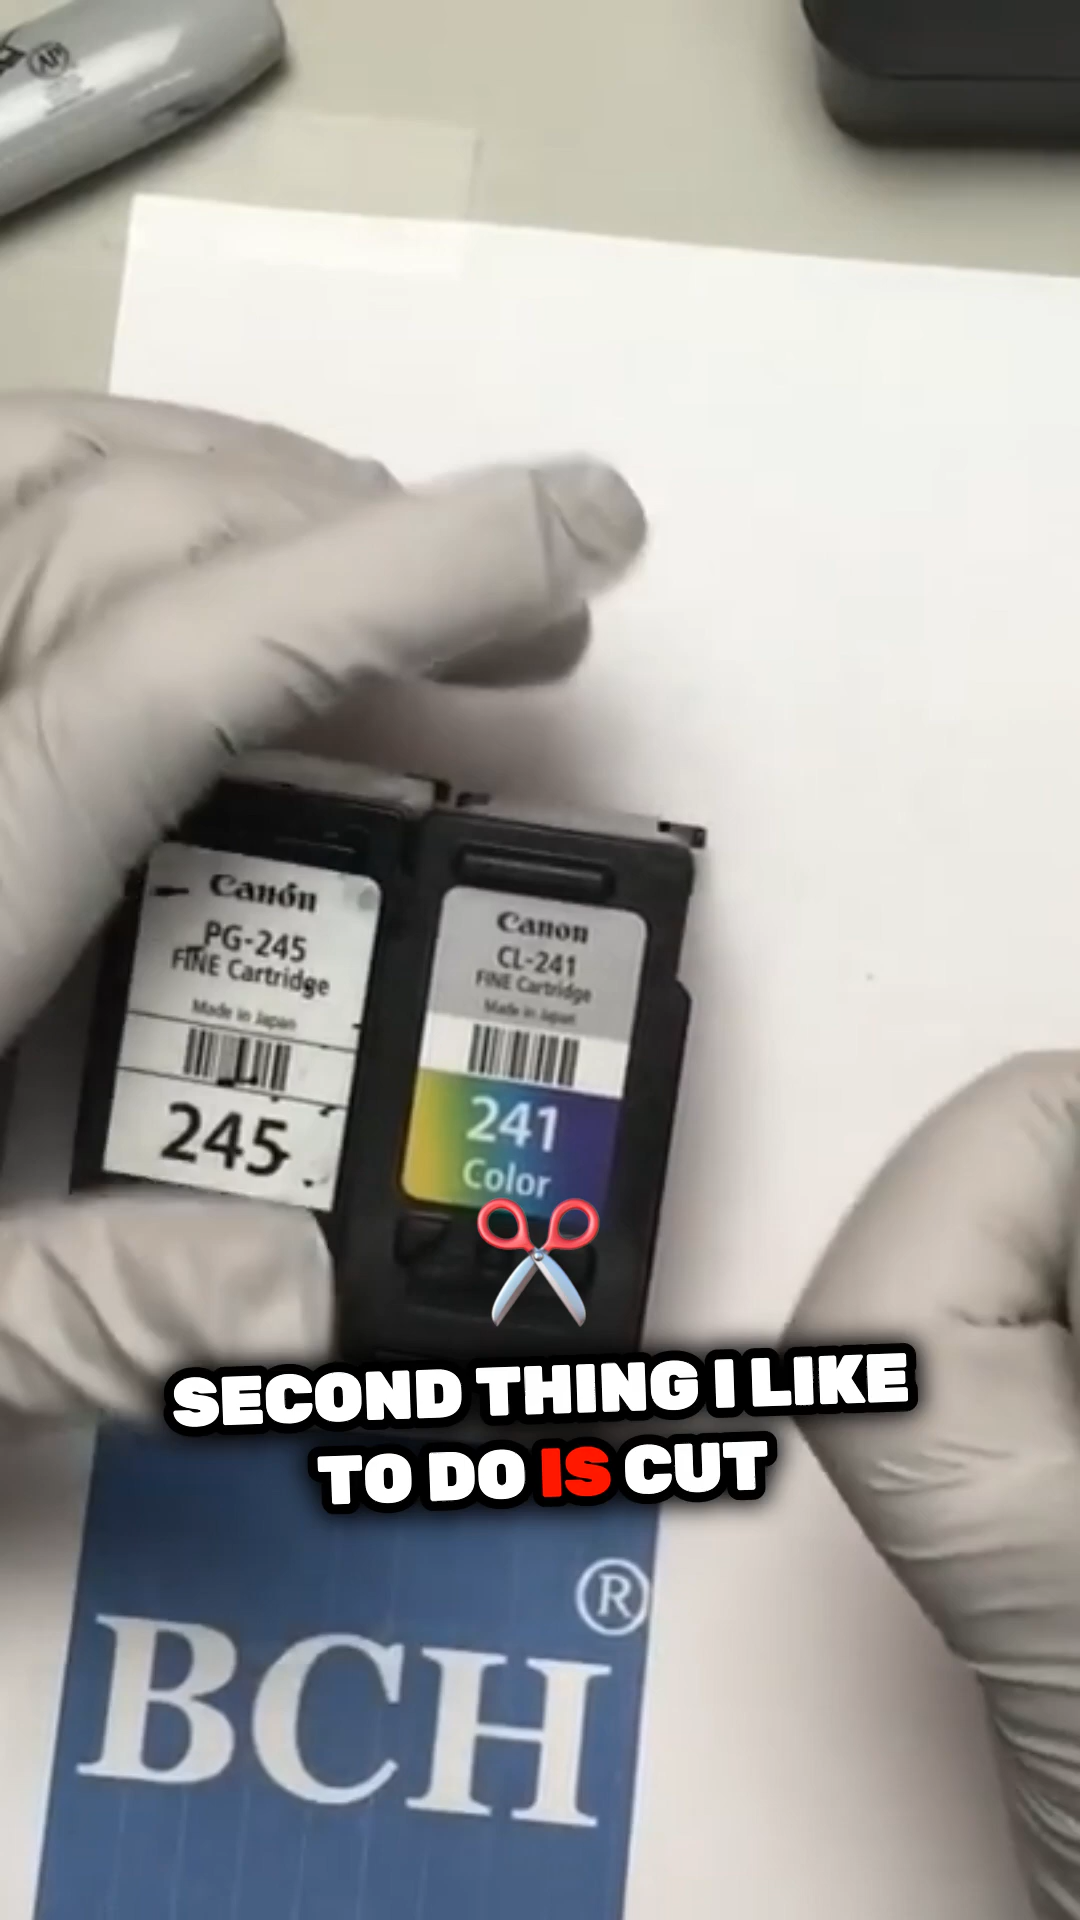 Canon
PG-245
FINE Cartridge
Made in Japan
245
Canon
CL-241
FINE Cartridge
Made in Japan
241
Color
SECOND THING I LIKE
TO DO IS CUT
BCH®